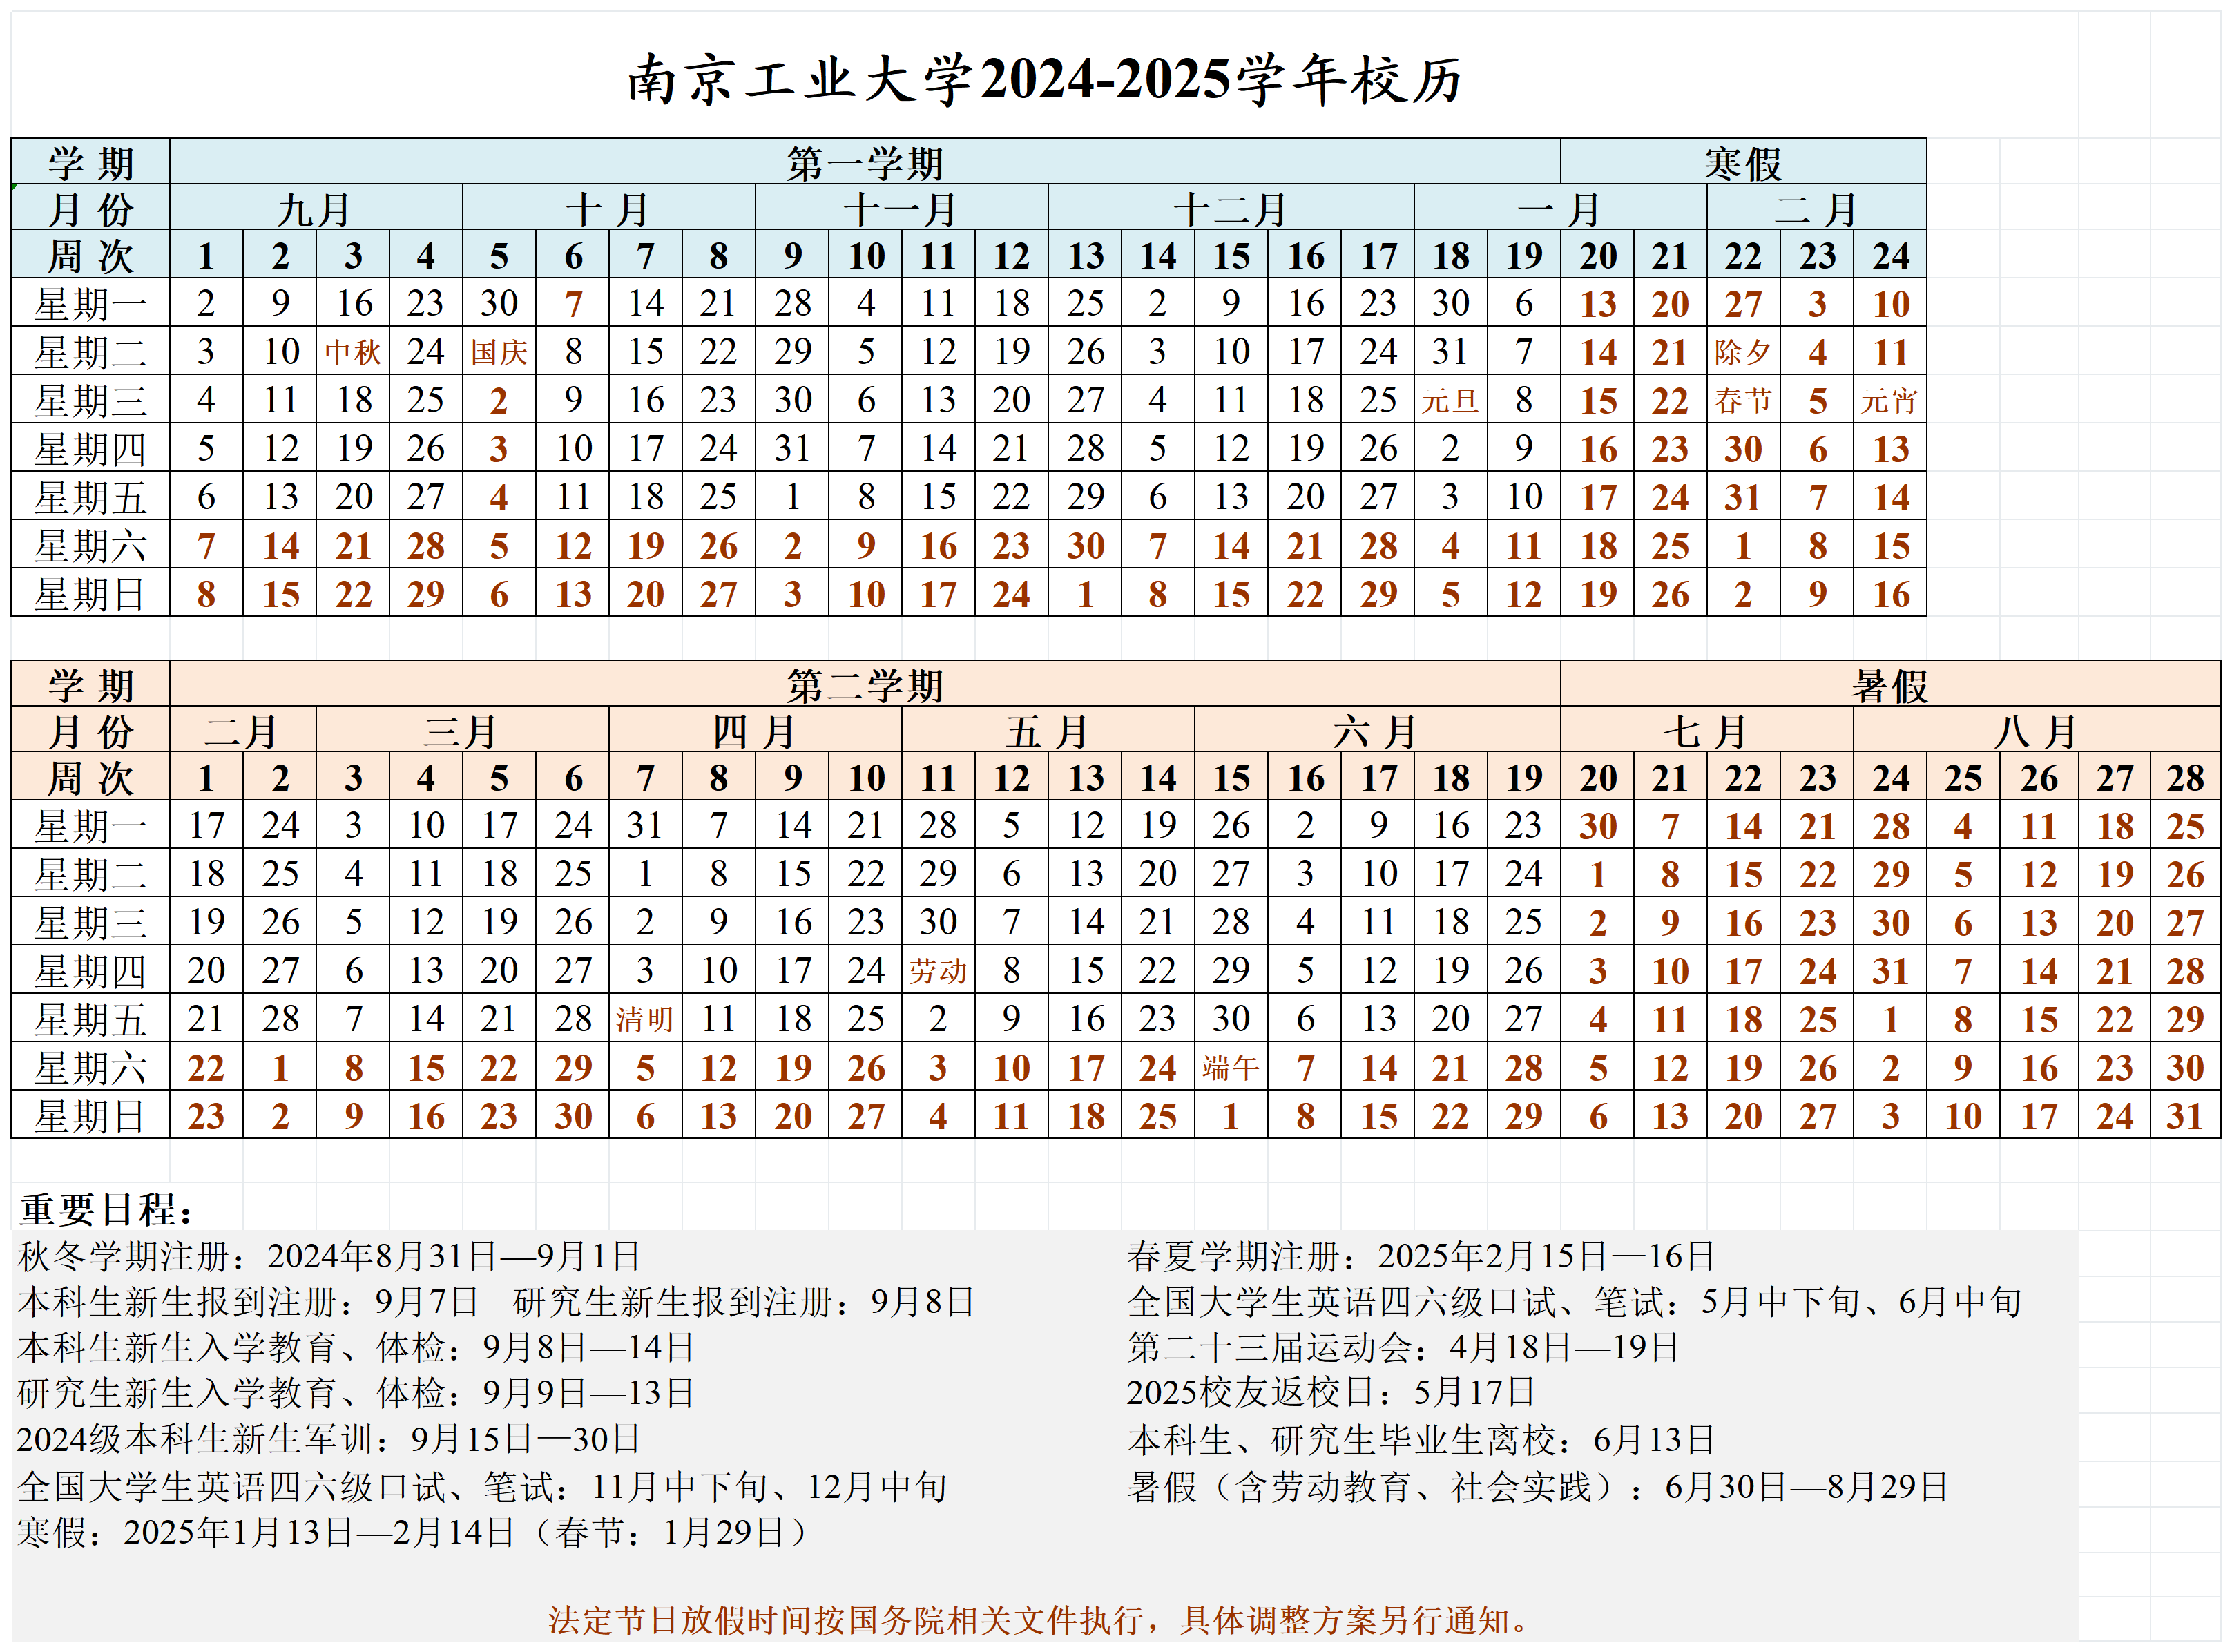 南京工业大学2024-2025学年校历
学 期 第一学期 寒假
月 份 九月 十 月 十一月 十二月 一 月 二 月
周 次 1 2 3 4 5 6 7 8 9 10 11 12 13 14 15 16 17 18 19 20 21 22 23 24
星期一 2 9 16 23 30 7 14 21 28 4 11 18 25 2 9 16 23 30 6 13 20 27 3 10
星期二 3 10 中秋 24 国庆 8 15 22 29 5 12 19 26 3 10 17 24 31 7 14 21 除夕 4 11
星期三 4 11 18 25 2 9 16 23 30 6 13 20 27 4 11 18 25 元旦 8 15 22 春节 5 元宵
星期四 5 12 19 26 3 10 17 24 31 7 14 21 28 5 12 19 26 2 9 16 23 30 6 13
星期五 6 13 20 27 4 11 18 25 1 8 15 22 29 6 13 20 27 3 10 17 24 31 7 14
星期六 7 14 21 28 5 12 19 26 2 9 16 23 30 7 14 21 28 4 11 18 25 1 8 15
星期日 8 15 22 29 6 13 20 27 3 10 17 24 1 8 15 22 29 5 12 19 26 2 9 16
学 期 第二学期 暑假
月 份 二月 三月 四 月 五 月 六 月 七 月 八 月
周 次 1 2 3 4 5 6 7 8 9 10 11 12 13 14 15 16 17 18 19 20 21 22 23 24 25 26 27 28
星期一 17 24 3 10 17 24 31 7 14 21 28 5 12 19 26 2 9 16 23 30 7 14 21 28 4 11 18 25
星期二 18 25 4 11 18 25 1 8 15 22 29 6 13 20 27 3 10 17 24 1 8 15 22 29 5 12 19 26
星期三 19 26 5 12 19 26 2 9 16 23 30 7 14 21 28 4 11 18 25 2 9 16 23 30 6 13 20 27
星期四 20 27 6 13 20 27 3 10 17 24 劳动 8 15 22 29 5 12 19 26 3 10 17 24 31 7 14 21 28
星期五 21 28 7 14 21 28 清明 11 18 25 2 9 16 23 30 6 13 20 27 4 11 18 25 1 8 15 22 29
星期六 22 1 8 15 22 29 5 12 19 26 3 10 17 24 端午 7 14 21 28 5 12 19 26 2 9 16 23 30
星期日 23 2 9 16 23 30 6 13 20 27 4 11 18 25 1 8 15 22 29 6 13 20 27 3 10 17 24 31
重要日程：
秋冬学期注册：2024年8月31日—9月1日
本科生新生报到注册：9月7日 研究生新生报到注册：9月8日
本科生新生入学教育、体检：9月8日—14日
研究生新生入学教育、体检：9月9日—13日
2024级本科生新生军训：9月15日—30日
全国大学生英语四六级口试、笔试：11月中下旬、12月中旬
寒假：2025年1月13日—2月14日（春节：1月29日）
春夏学期注册：2025年2月15日—16日
全国大学生英语四六级口试、笔试：5月中下旬、6月中旬
第二十三届运动会：4月18日—19日
2025校友返校日：5月17日
本科生、研究生毕业生离校：6月13日
暑假（含劳动教育、社会实践）：6月30日—8月29日
法定节日放假时间按国务院相关文件执行，具体调整方案另行通知。